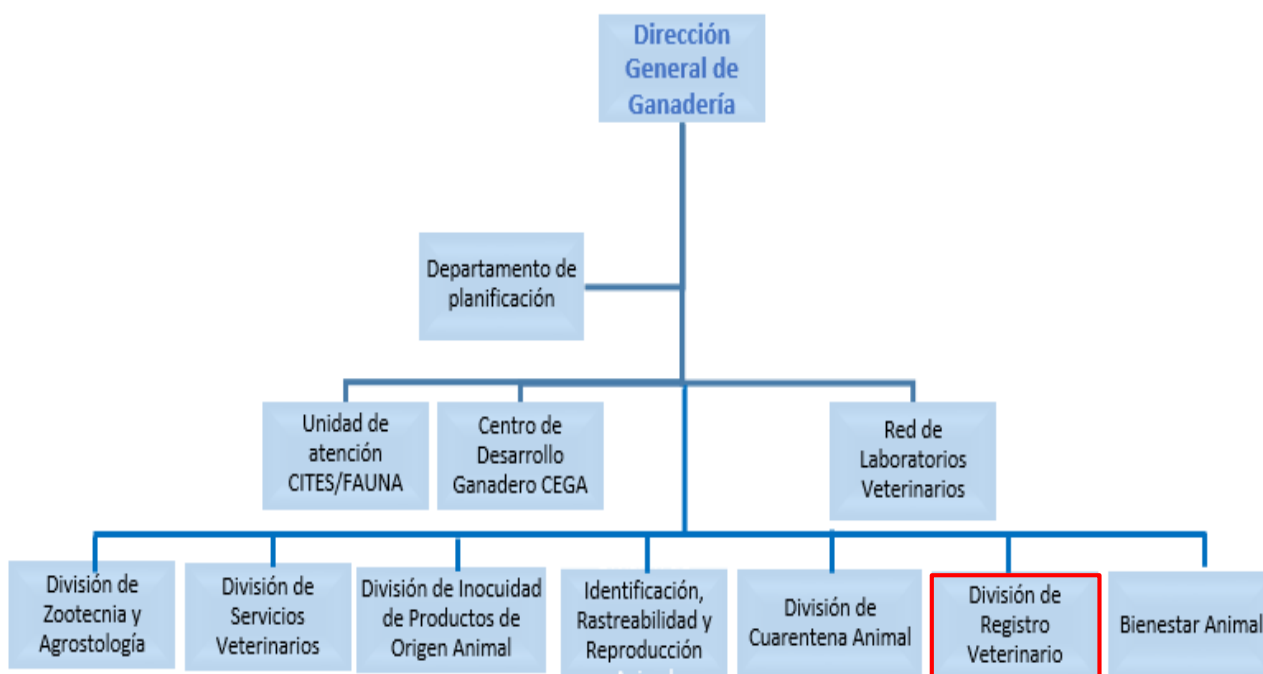 Dirección
General de
Ganadería
Departamento de
planificación
Unidad de
atención
CITES/FAUNA
Centro de
Desarrollo
Ganadero CEGA
Red de
Laboratorios
Veterinarios
División de
Zootecnia y
Agrostología
División de
Servicios
Veterinarios
División de Inocuidad
de Productos de
Origen Animal
Identificación,
Rastreabilidad y
Reproducción
División de
Cuarentena Animal
División de
Registro
Veterinario
Bienestar Animal